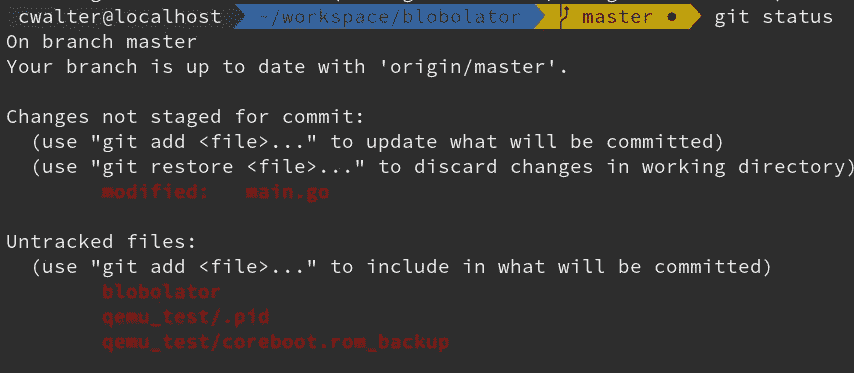 cwalter@localhost ~/workspace/blobolator master ● git status
On branch master
Your branch is up to date with 'origin/master'.
Changes not staged for commit:
(use "git add <file>..." to update what will be committed)
(use "git restore <file>..." to discard changes in working directory)
modified: main.go
Untracked files:
(use "git add <file>..." to include in what will be committed)
blobolator
qemu_test/.pid
qemu_test/coreboot.rom_backup